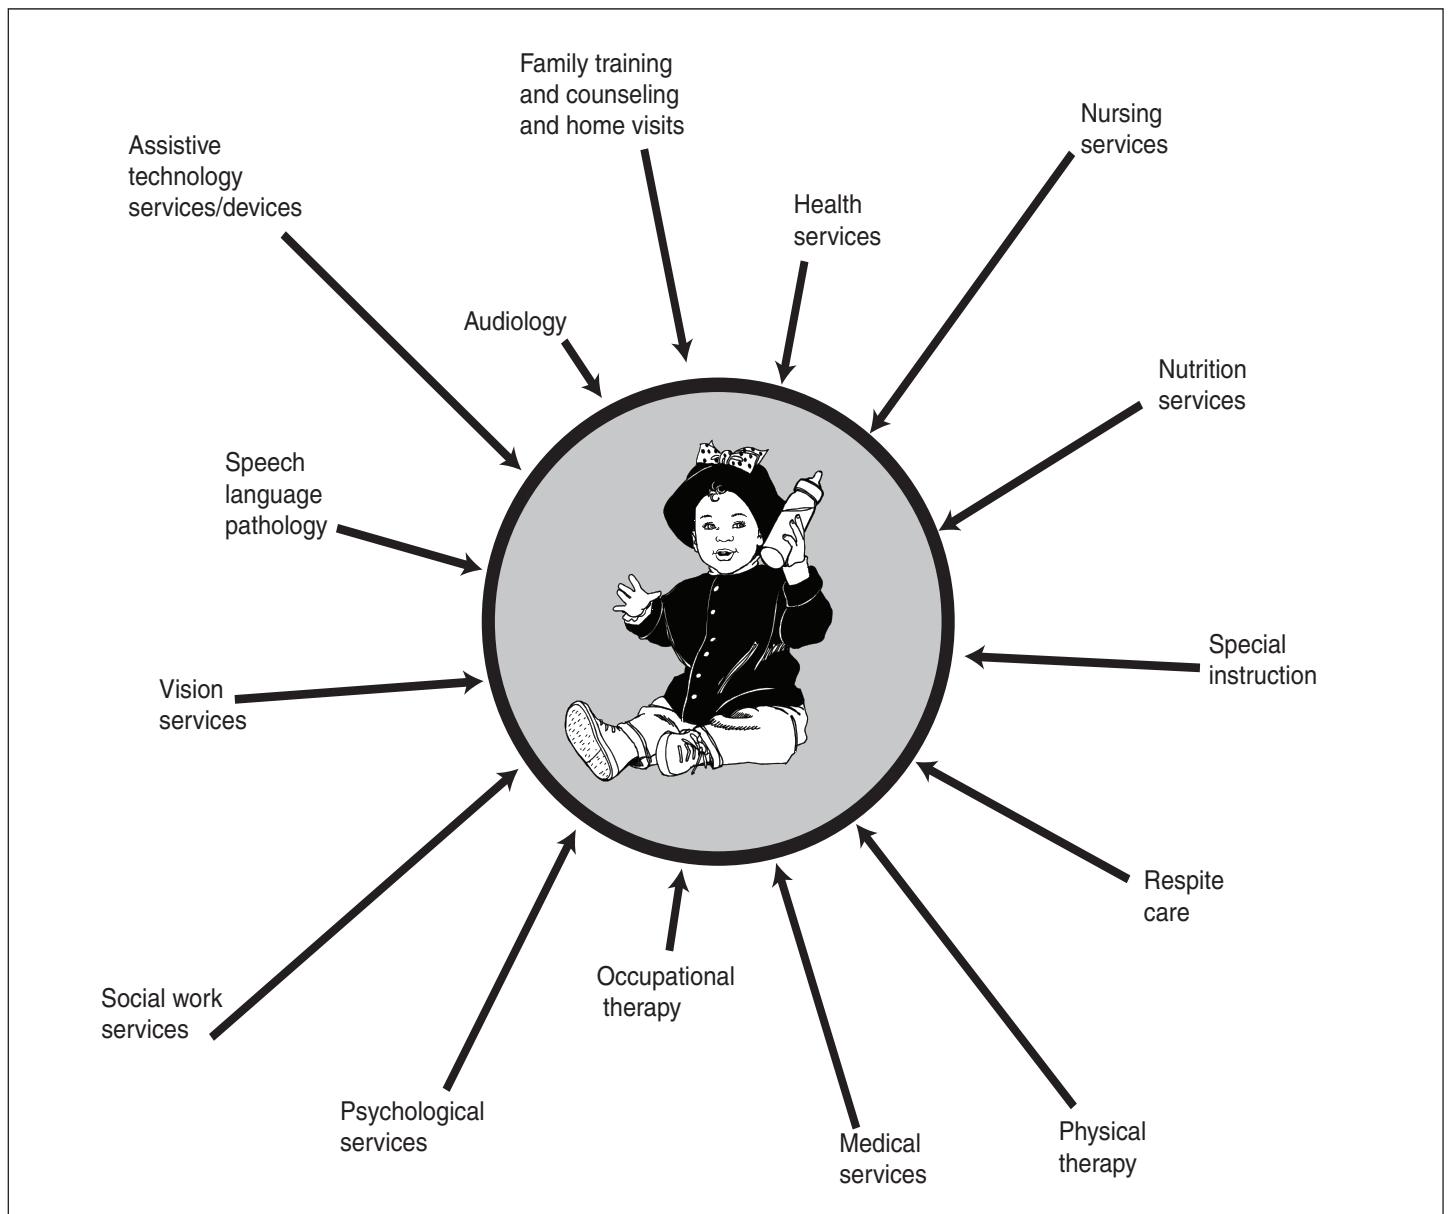 Family training
and counseling
and home visits
Nursing
services
Assistive
technology
services/devices
Health
services
Audiology
Nutrition
services
Speech
language
pathology
Special
instruction
Vision
services
Respite
care
Occupational
therapy
Social work
services
Psychological
services
Medical
services
Physical
therapy